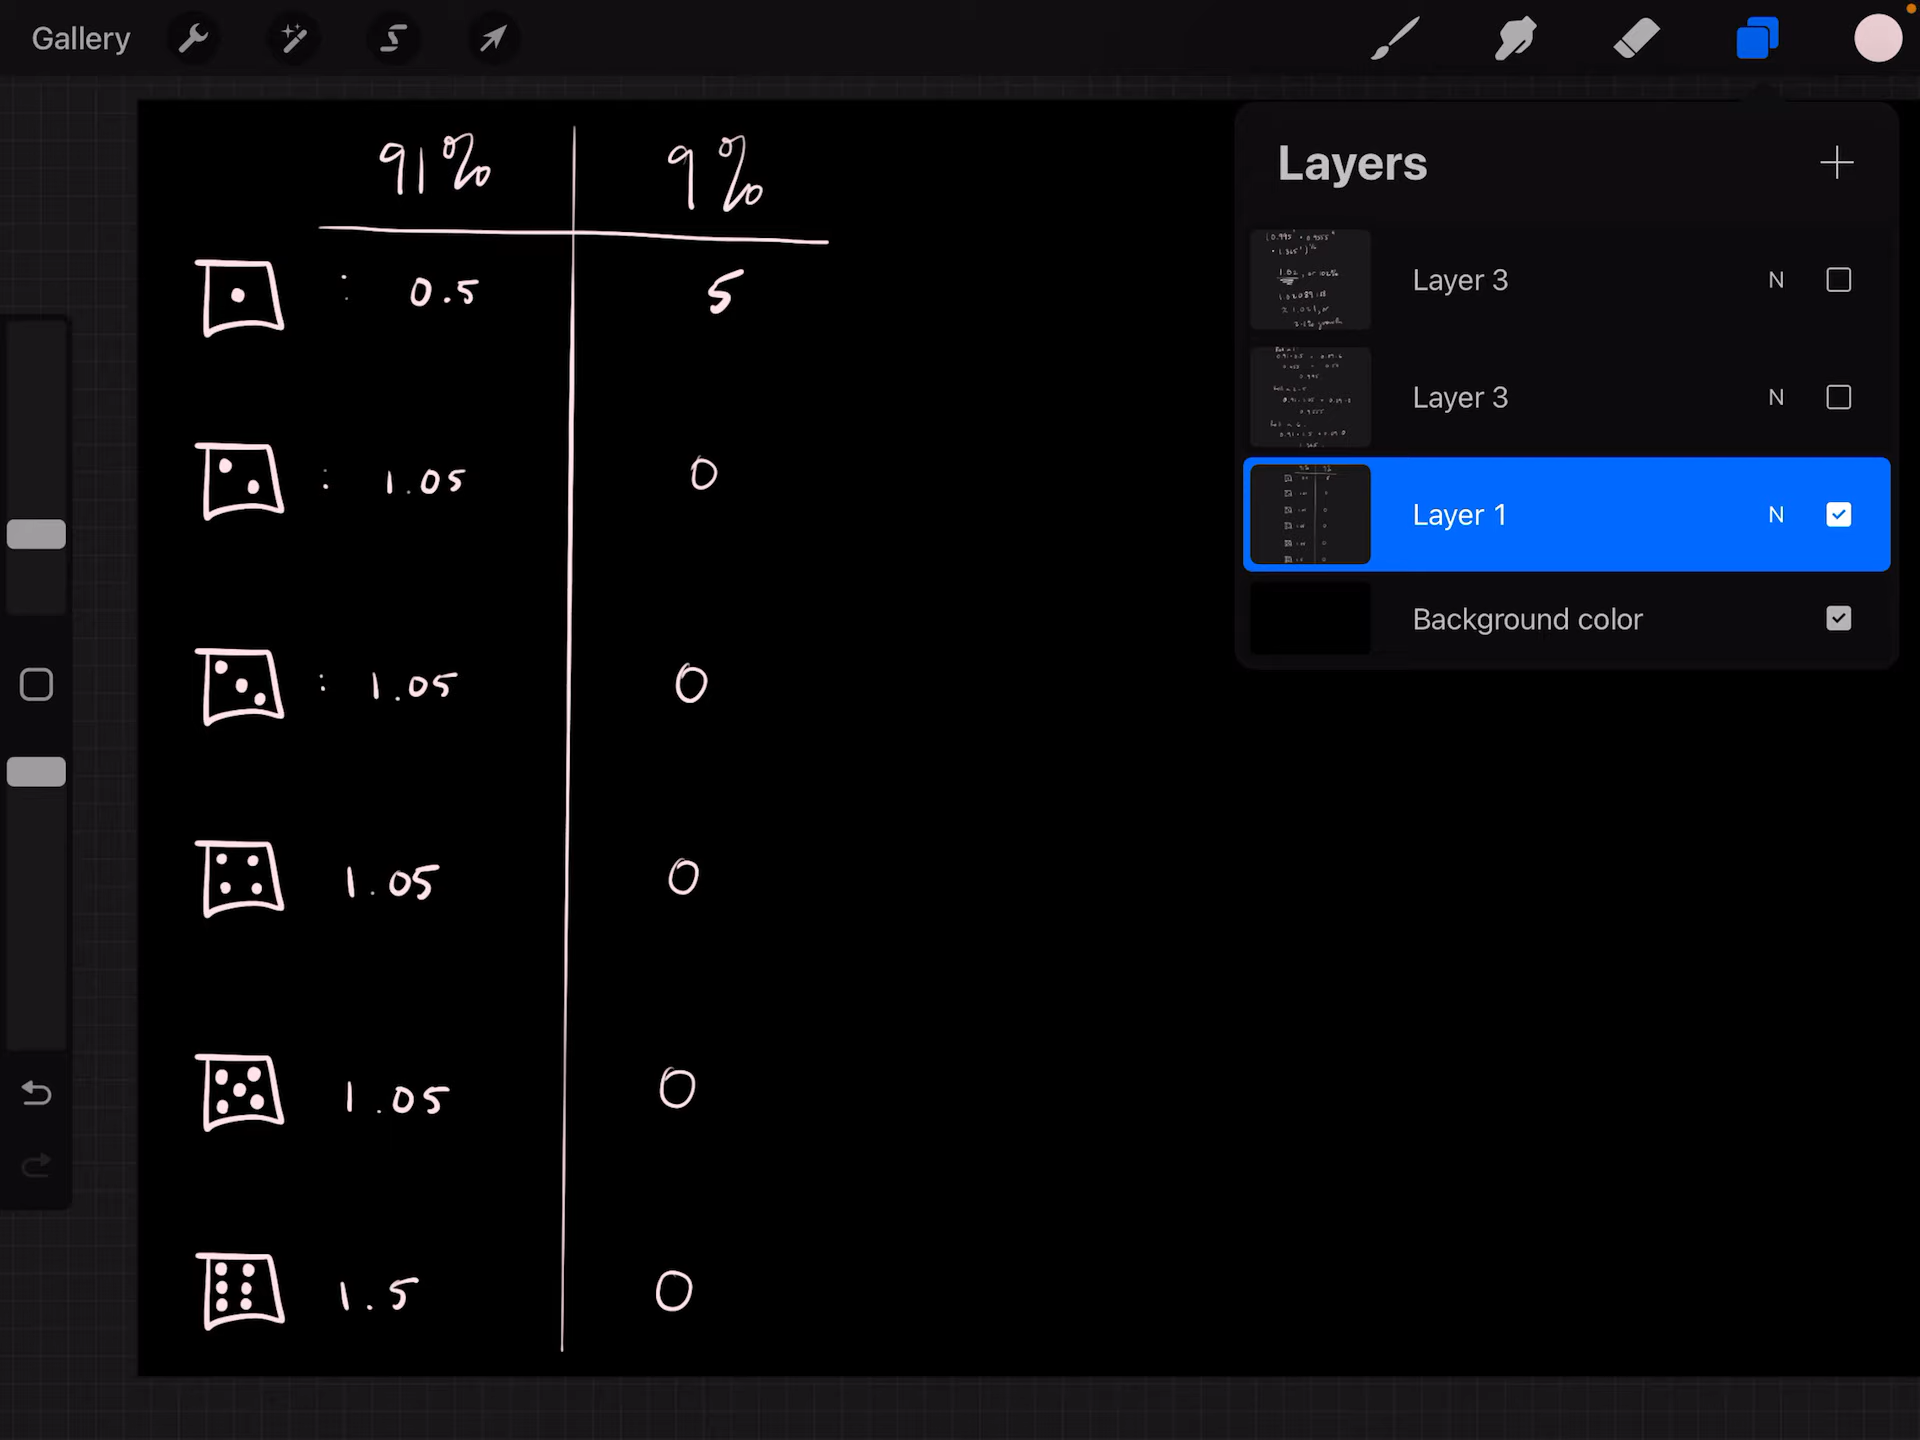 Gallery
91% 9%
: 0.5 5
: 1.05 0
: 1.05 0
1.05 0
1.05 0
1.5 0
Layers
Layer 3 N
Layer 3 N
Layer 1 N
Background color